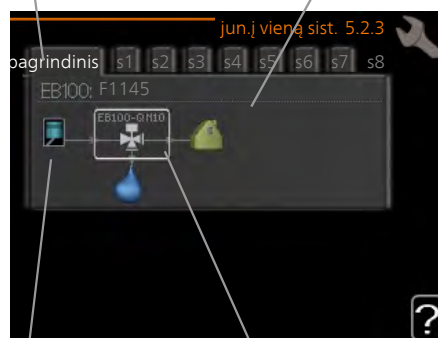 jun.į vieną sist. 5.2.3
pagrindinis s1 s2 s3 s4 s5 s6 s7 s8
EB100: F1145
EB100-QN10
?